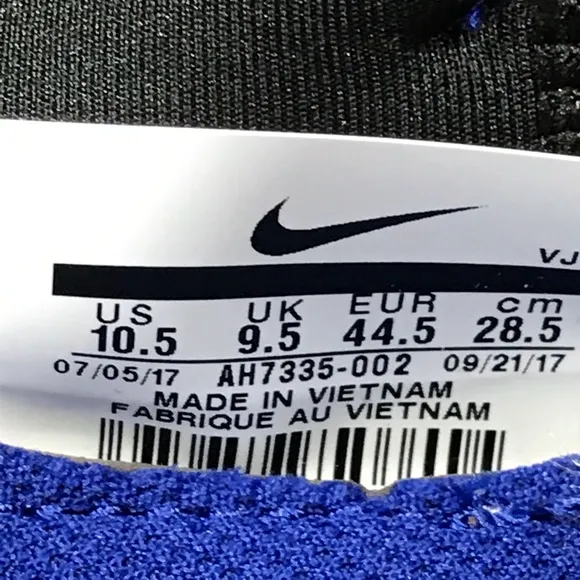 VJ
US UK EUR cm
10.5 9.5 44.5 28.5
07/05/17 AH7335-002 09/21/17
MADE IN VIETNAM
FABRIQUE AU VIETNAM